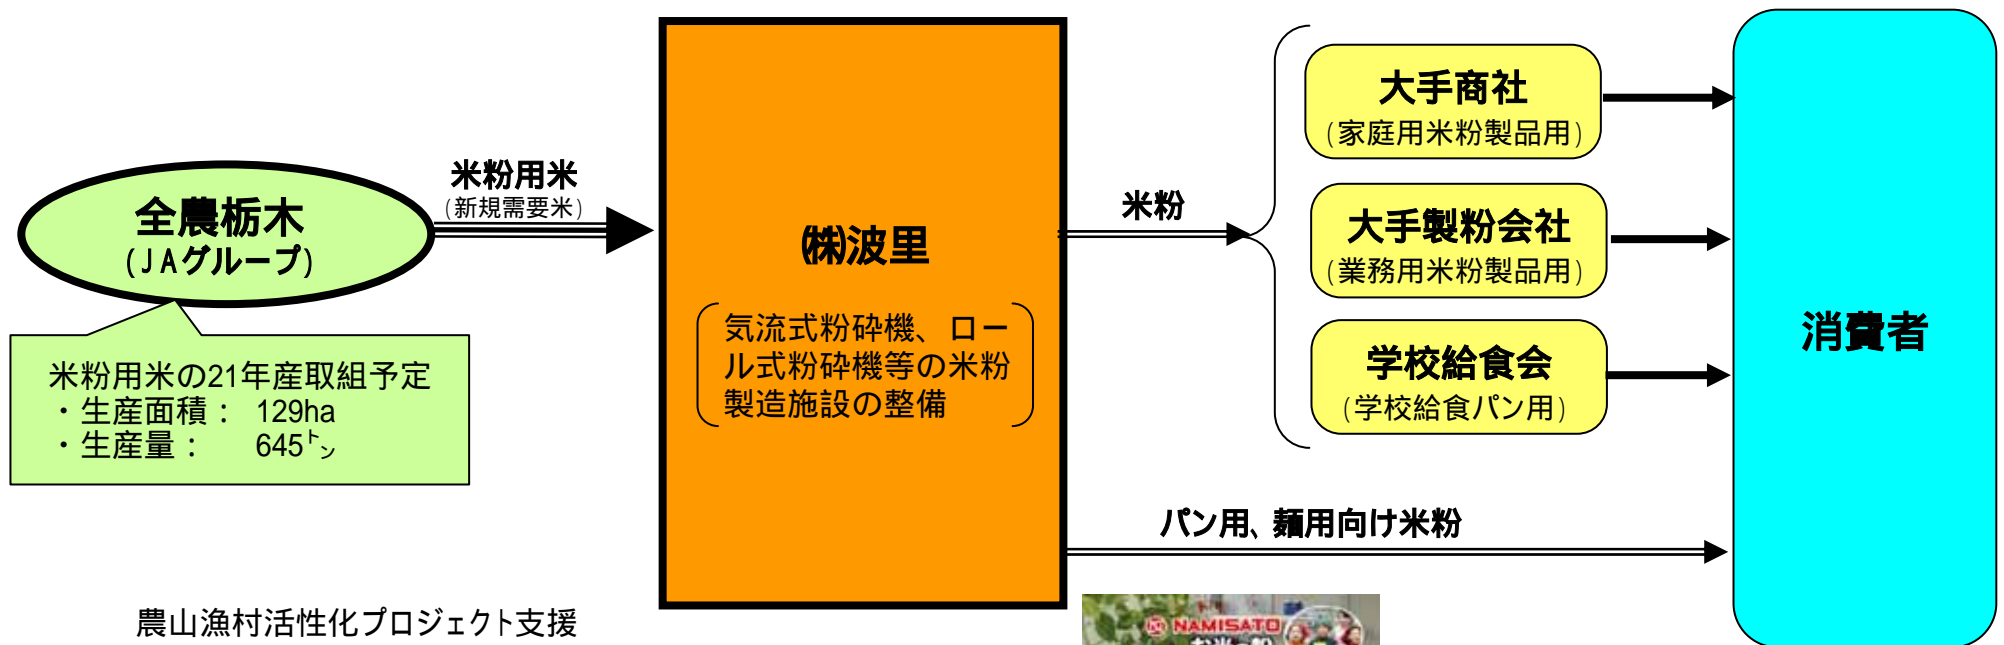 全農栃木
(JAグループ)
米粉用米の21年産取組予定
・生産面積： 129ha
・生産量： 645㌧
米粉用米
(新規需要米)
㈱波里
気流式粉砕機、ロー
ル式粉砕機等の米粉
製造施設の整備
米粉
大手商社
(家庭用米粉製品用)
大手製粉会社
(業務用米粉製品用)
学校給食会
(学校給食パン用)
パン用、麺用向け米粉
消費者
農山漁村活性化プロジェクト支援
NAMISATO